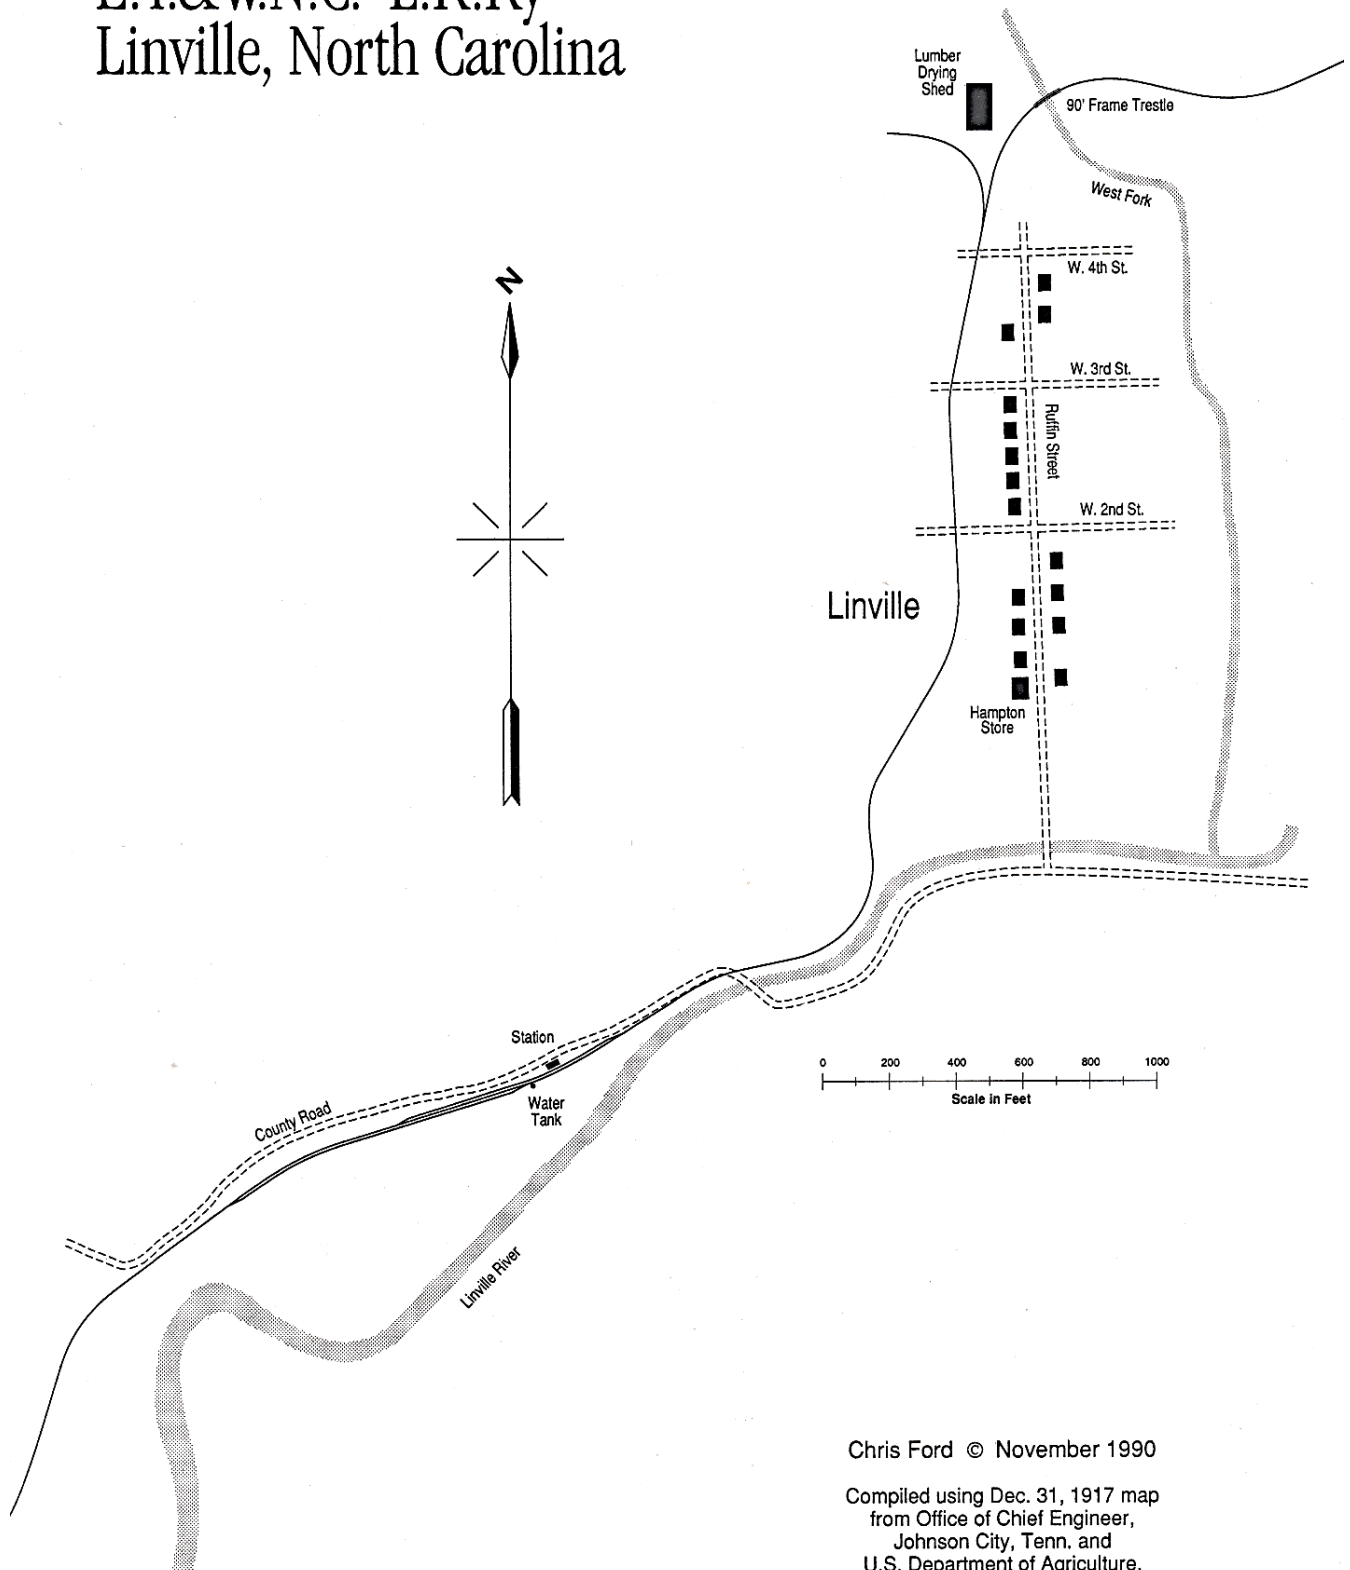 Linville, North Carolina
Lumber
Drying
Shed
90' Frame Trestle
West Fork
N
W. 4th St.
W. 3rd St.
Ruffin Street
W. 2nd St.
Linville
Hampton
Store
Station
Water
Tank
County Road
Linville River
0 200 400 600 800 1000
Scale in Feet
Chris Ford © November 1990
Compiled using Dec. 31, 1917 map
from Office of Chief Engineer,
Johnson City, Tenn. and
U.S. Department of Agriculture,